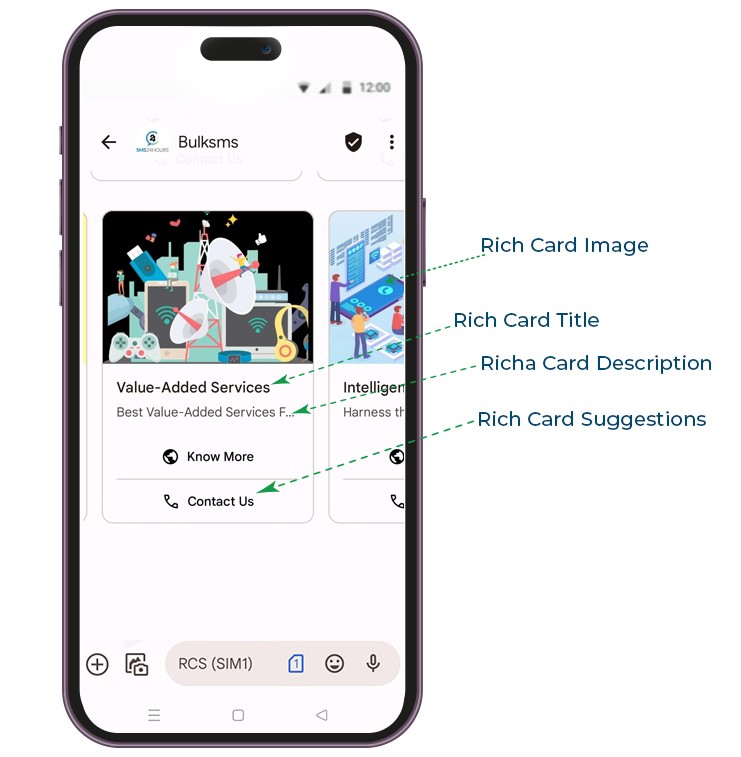 12:00
SMS24HOURS
Bulksms
Contact Us
Rich Card Image
Rich Card Title
Richa Card Description
Rich Card Suggestions
Value-Added Services
Best Value-Added Services F...
Know More
Contact Us
Intelligen
Harness th
RCS (SIM1)
1